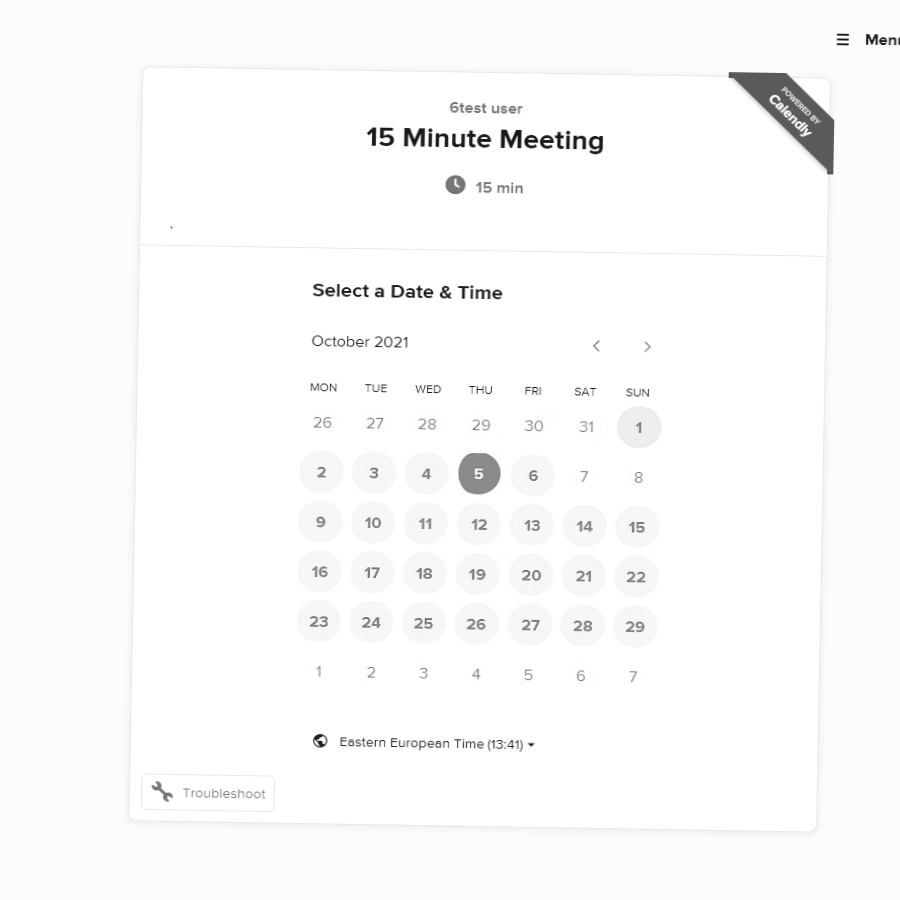 ☰ Menu
POWERED BY
Calendly
6test user
15 Minute Meeting
15 min
.
Select a Date & Time
October 2021 < >
MON TUE WED THU FRI SAT SUN
26 27 28 29 30 31 1
2 3 4 5 6 7 8
9 10 11 12 13 14 15
16 17 18 19 20 21 22
23 24 25 26 27 28 29
1 2 3 4 5 6 7
Eastern European Time (13:41)
Troubleshoot